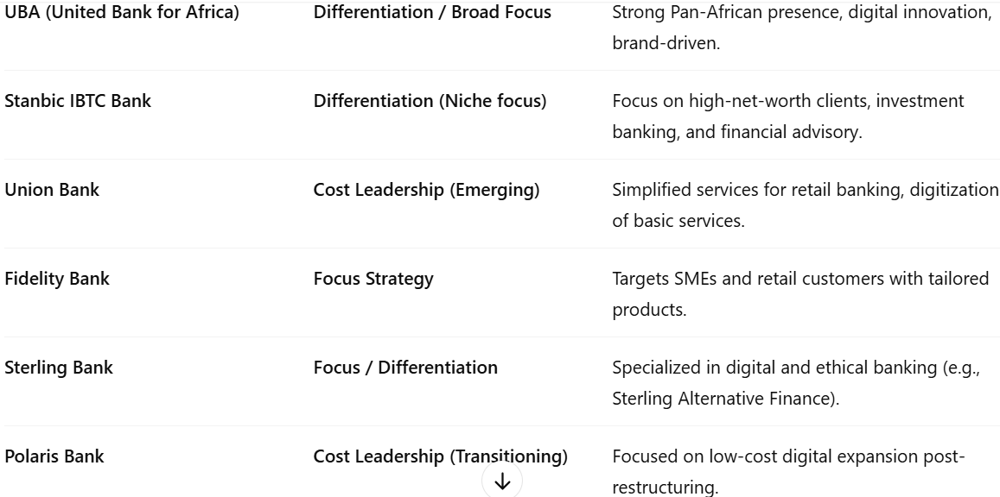 UBA (United Bank for Africa) Differentiation / Broad Focus Strong Pan-African presence, digital innovation,
brand-driven.
Stanbic IBTC Bank Differentiation (Niche focus) Focus on high-net-worth clients, investment
banking, and financial advisory.
Union Bank Cost Leadership (Emerging) Simplified services for retail banking, digitization
of basic services.
Fidelity Bank Focus Strategy Targets SMEs and retail customers with tailored
products.
Sterling Bank Focus / Differentiation Specialized in digital and ethical banking (e.g.,
Sterling Alternative Finance).
Polaris Bank Cost Leadership (Transitioning) Focused on low-cost digital expansion post-
restructuring.